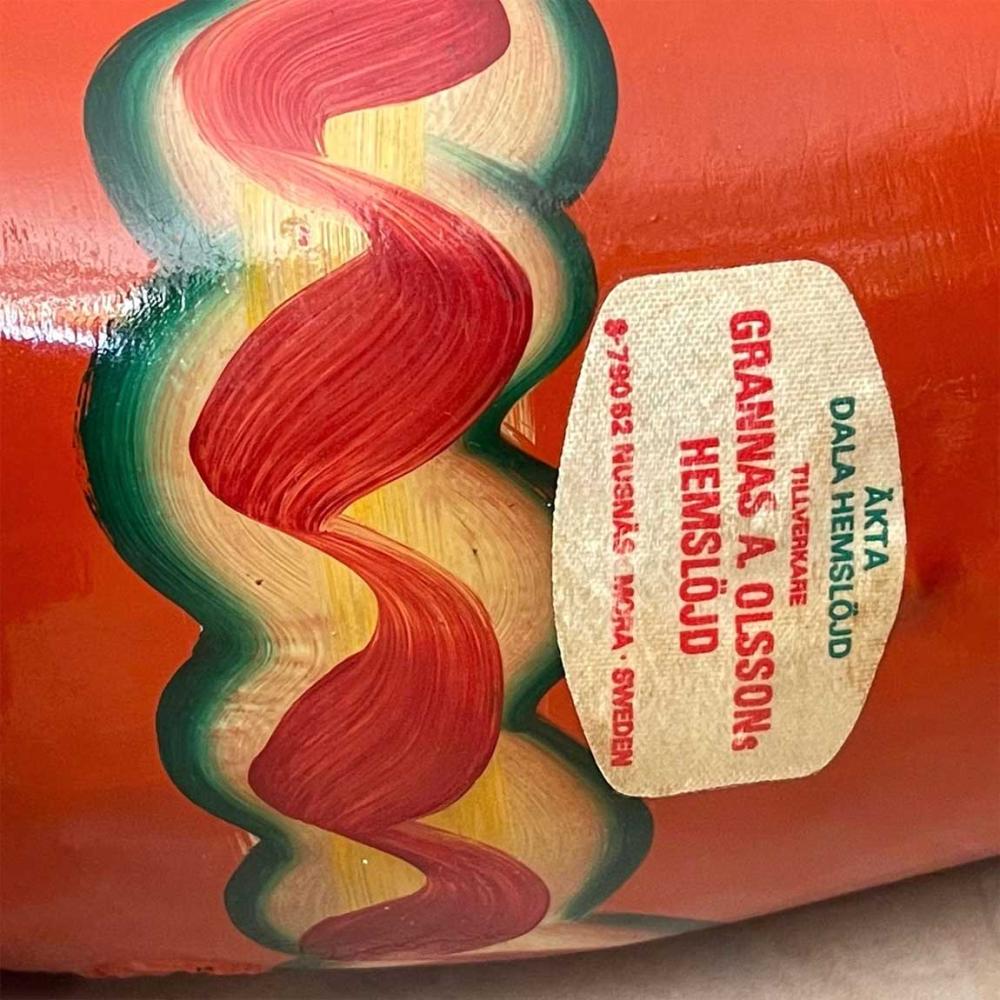 ÄKTA
DALA HEMSLÖJD
TILLVERKARE
GRANNAS A. OLSSONs
HEMSLÖJD
S-790 62 NUSNÄS · MORA · SWEDEN